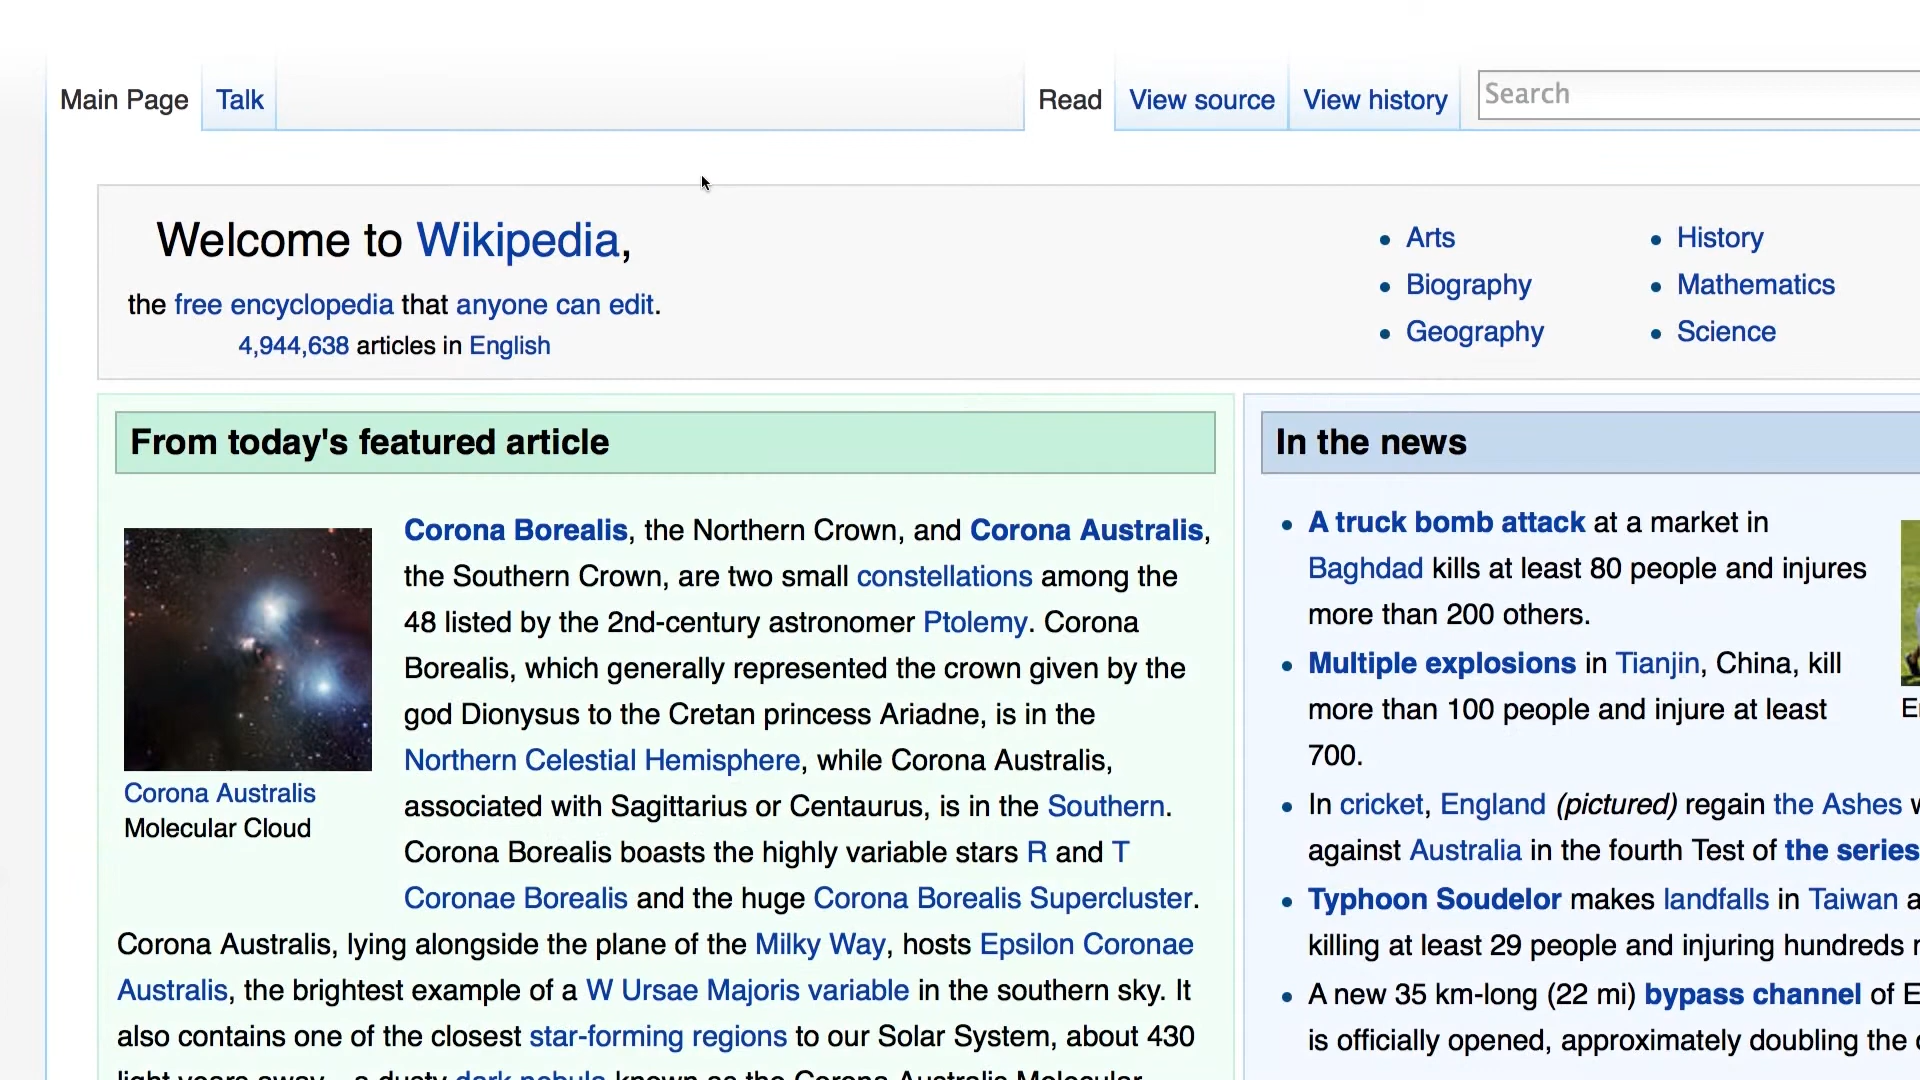 Main Page
Talk
Read
View source
View history
Search
Welcome to Wikipedia,
the free encyclopedia that anyone can edit.
4,944,638 articles in English
Arts
Biography
Geography
History
Mathematics
Science
From today's featured article
Corona Borealis, the Northern Crown, and Corona Australis,
the Southern Crown, are two small constellations among the
48 listed by the 2nd-century astronomer Ptolemy. Corona
Borealis, which generally represented the crown given by the
god Dionysus to the Cretan princess Ariadne, is in the
Northern Celestial Hemisphere, while Corona Australis,
associated with Sagittarius or Centaurus, is in the Southern.
Corona Borealis boasts the highly variable stars R and T
Coronae Borealis and the huge Corona Borealis Supercluster.
Corona Australis, lying alongside the plane of the Milky Way, hosts Epsilon Coronae
Australis, the brightest example of a W Ursae Majoris variable in the southern sky. It
also contains one of the closest star-forming regions to our Solar System, about 430
light years away – a dusty dark nebula known as the Corona Australis Molecular
Corona Australis
Molecular Cloud
In the news
A truck bomb attack at a market in
Baghdad kills at least 80 people and injures
more than 200 others.
Multiple explosions in Tianjin, China, kill
more than 100 people and injure at least
700.
In cricket, England (pictured) regain the Ashes
against Australia in the fourth Test of the series
Typhoon Soudelor makes landfalls in Taiwan
killing at least 29 people and injuring hundreds
A new 35 km-long (22 mi) bypass channel of
is officially opened, approximately doubling the